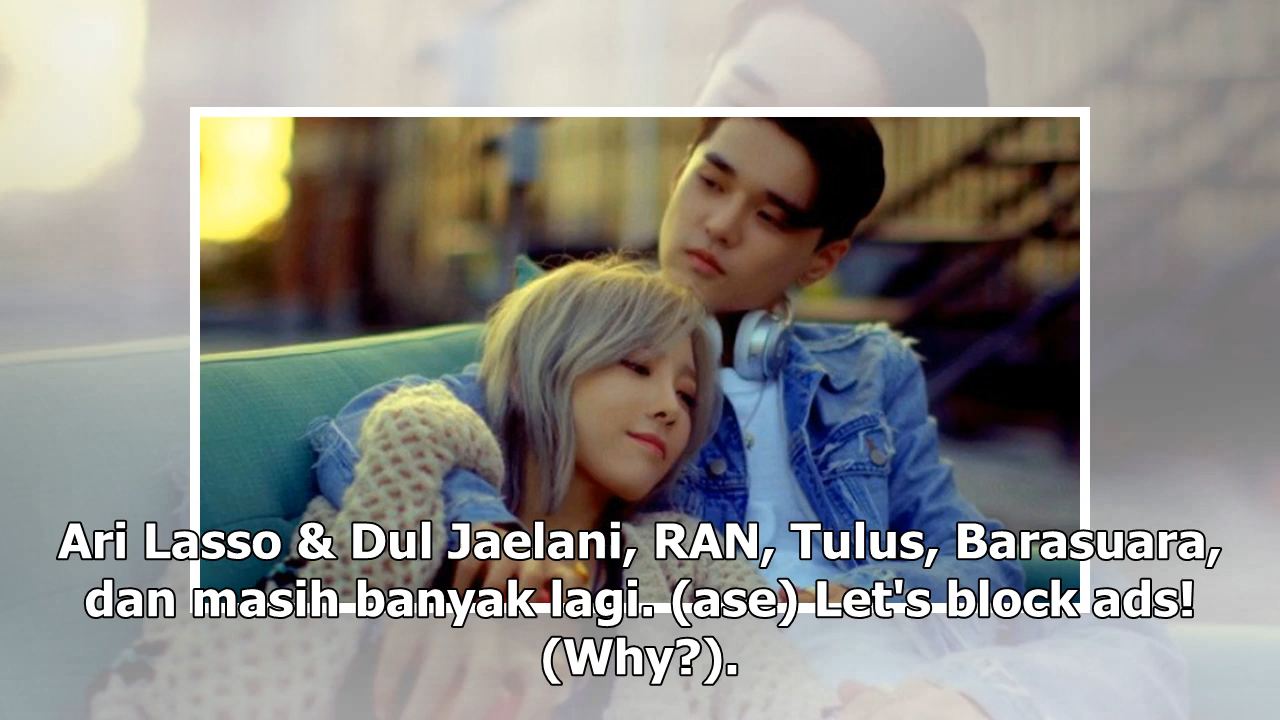 Ari Lasso & Dul Jaelani, RAN, Tulus, Barasuara,
dan masih banyak lagi. (ase) Let's block ads!
(Why?).